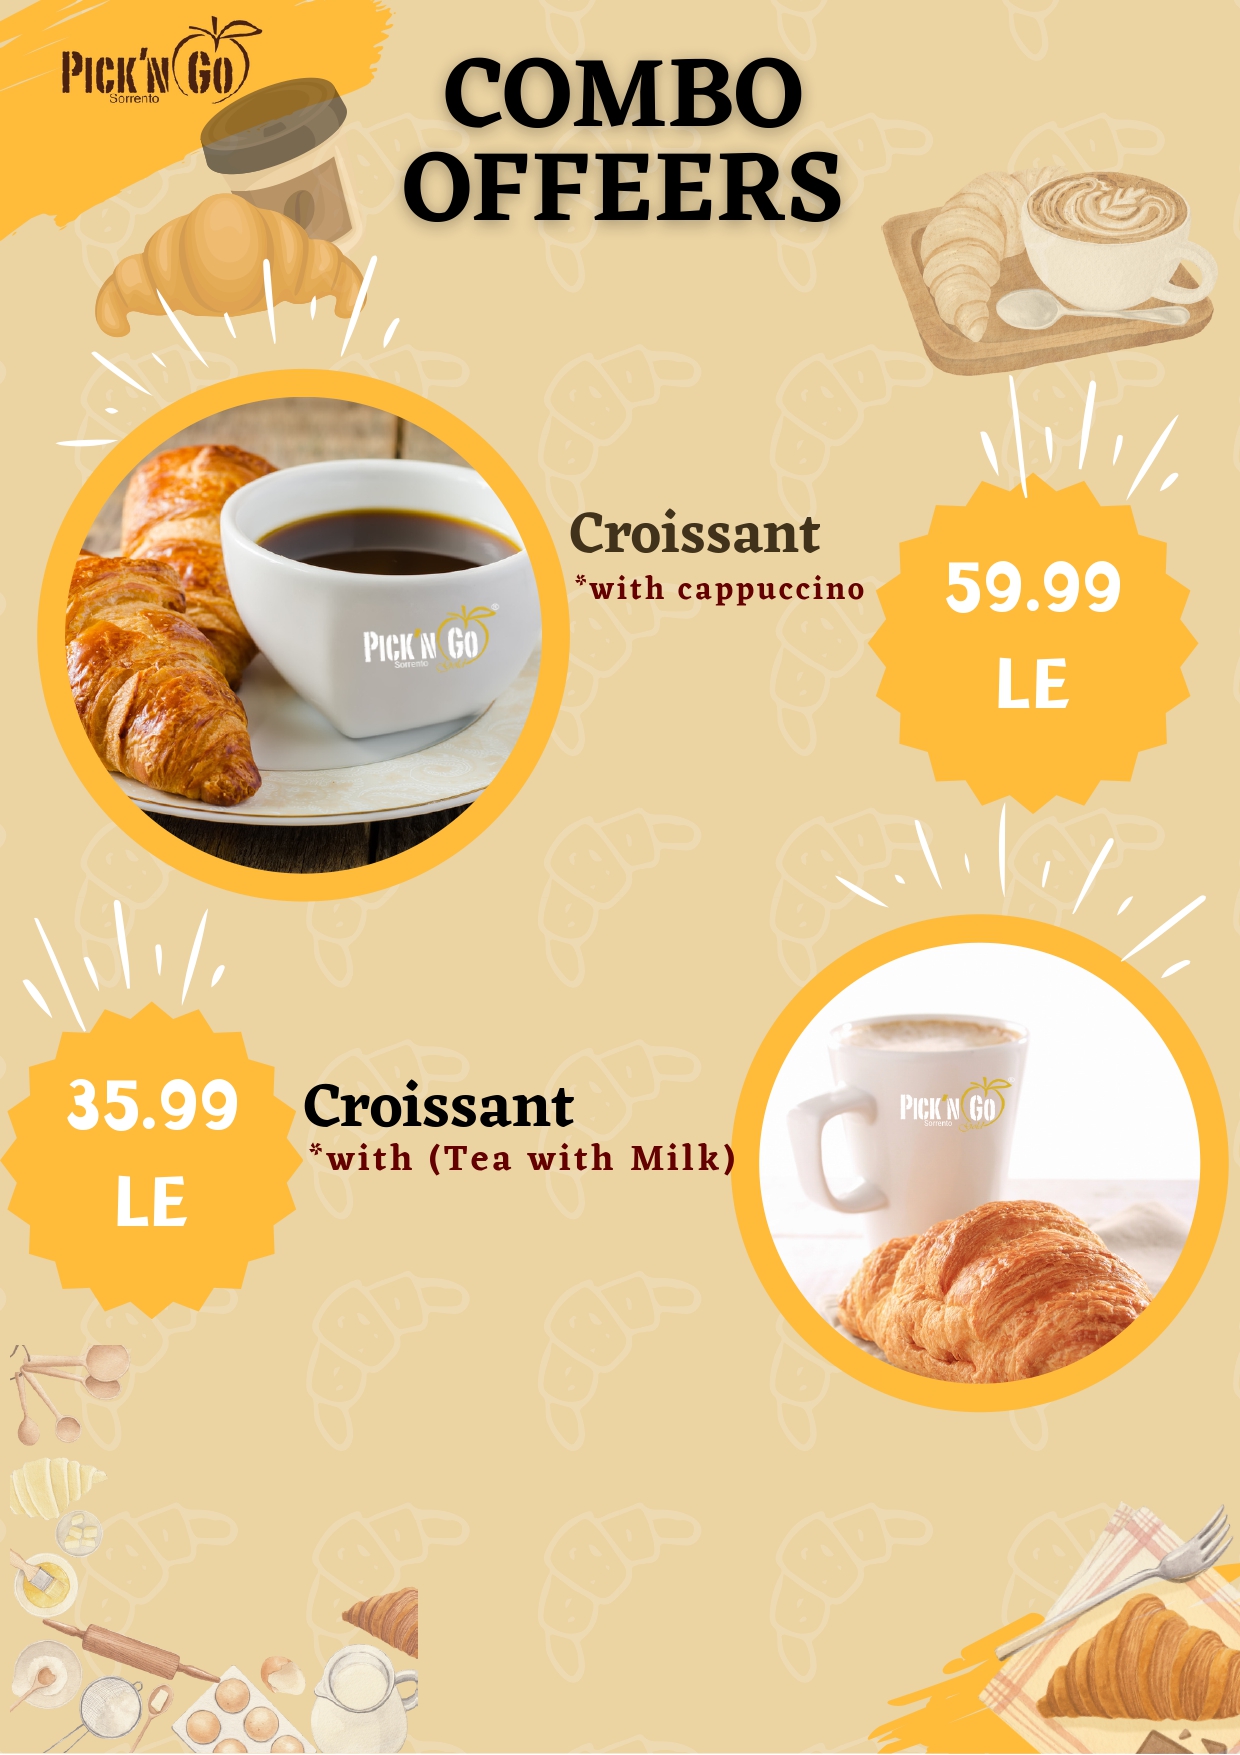 PICK'N GO
Sorrento
COMBO
OFFEERS
Croissant
*with cappuccino
59.99
LE
PICK'N GO
Sorrento
35.99
LE
Croissant
*with (Tea with Milk)
PICK'N GO
Sorrento